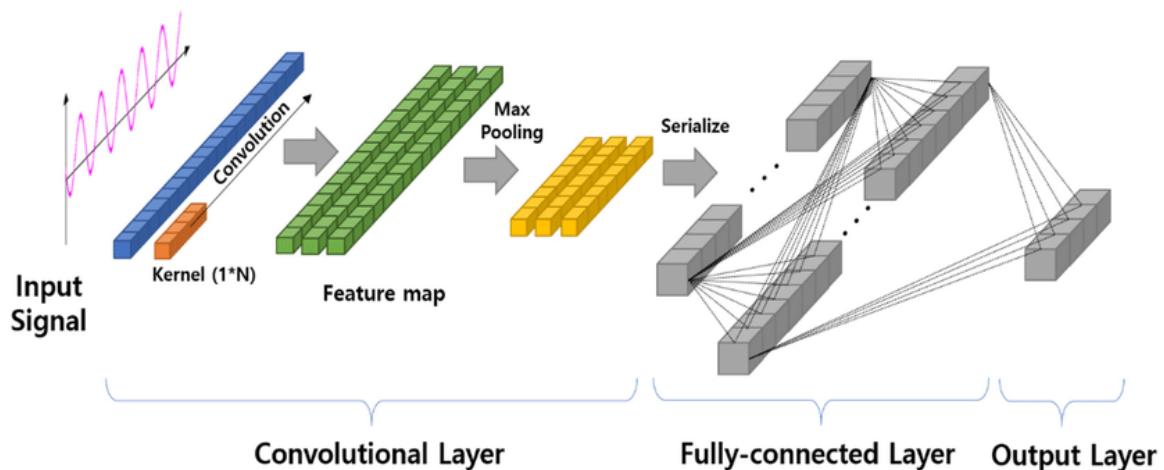 Input
Signal
Kernel (1*N)
Convolution
Feature map
Max
Pooling
Serialize
Convolutional Layer
Fully-connected Layer
Output Layer